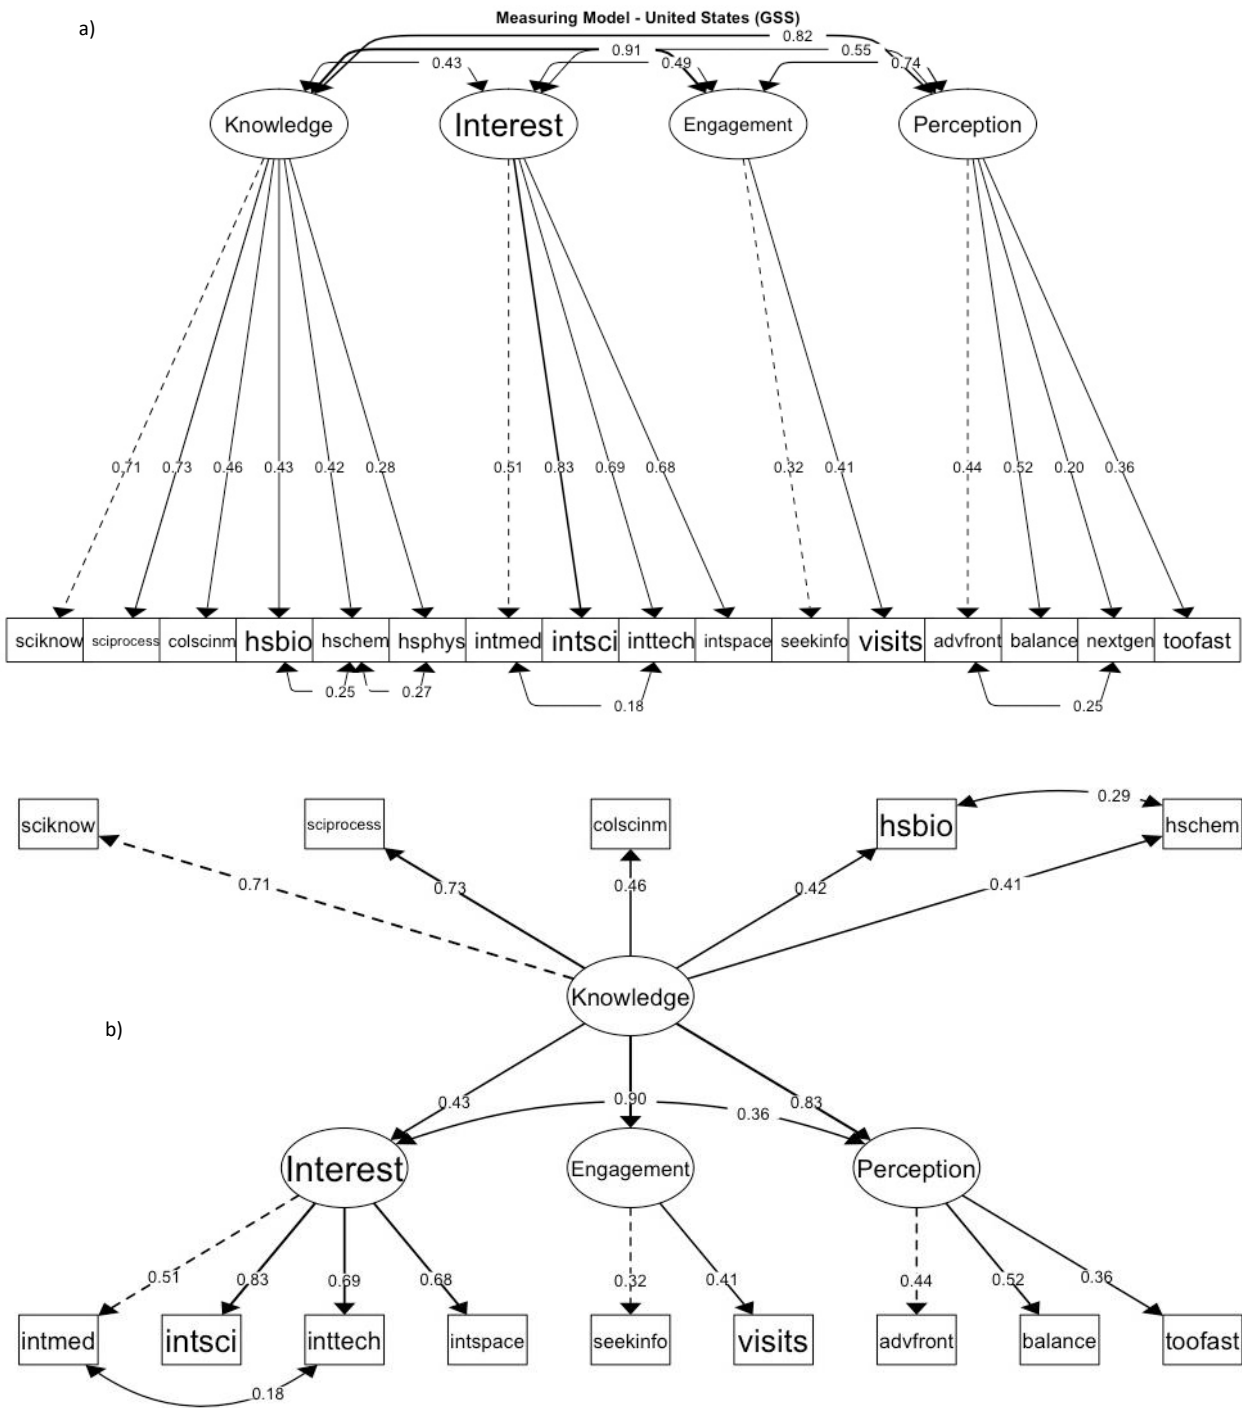 Measuring Model - United States (GSS)
a)
0.82
0.91 0.55
0.43 0.49 0.74
Knowledge Interest Engagement Perception
0.71 0.73 0.46 0.43 0.42 0.28 0.51 0.83 0.69 0.68 0.32 0.41 0.44 0.52 0.20 0.36
sciknow sciprocess colscinm hsbio hschem hsphys intmed intsci inttech intspace seekinfo visits advfront balance nextgen toofast
0.25 0.27 0.18 0.25
0.29
sciknow sciprocess colscinm hsbio hschem
0.71 0.73 0.46 0.42 0.41
Knowledge
b)
0.43 0.90 0.36 0.83
Interest Engagement Perception
0.51 0.83 0.69 0.68 0.32 0.41 0.44 0.52 0.36
intmed intsci inttech intspace seekinfo visits advfront balance toofast
0.18